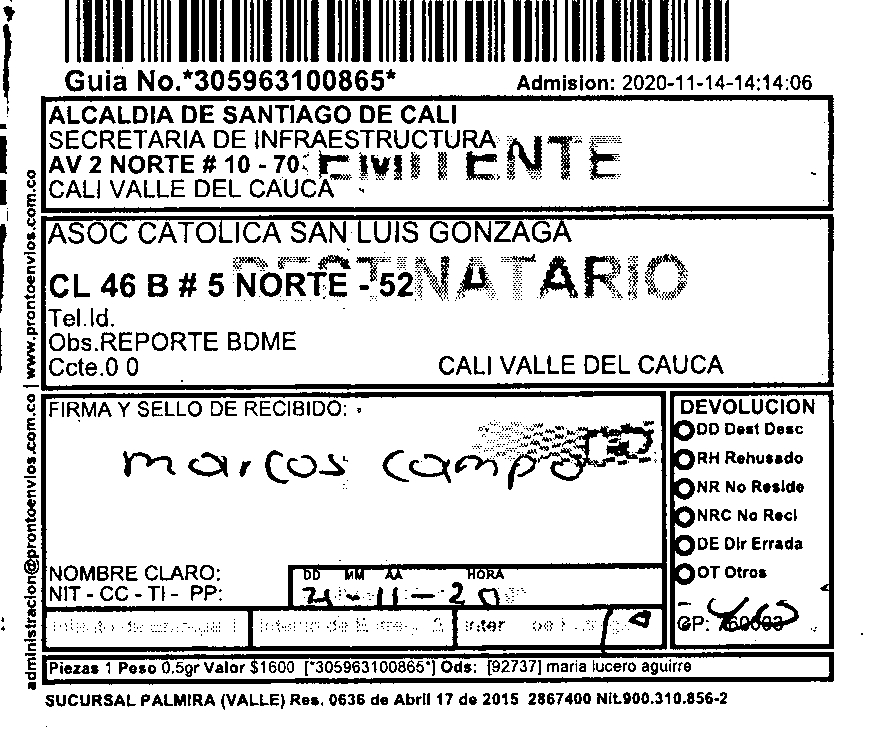 Guia No.*305963100865*
Admision: 2020-11-14-14:14:06
ALCALDIA DE SANTIAGO DE CALI
SECRETARIA DE INFRAESTRUCTURA
AV 2 NORTE # 10 - 70
CALI VALLE DEL CAUCA
ASOC CATOLICA SAN LUIS GONZAGA
DESTINATARIO
CL 46 B # 5 NORTE - 52
Tel.Id.
Obs.REPORTE BDME
Ccte.0 0
CALI VALLE DEL CAUCA
www.prontoenvios.com.co
administracion@prontoenvios.com.co
FIRMA Y SELLO DE RECIBIDO:
marcos campo
NOMBRE CLARO:
NIT - CC - TI - PP:
DD MM AA HORA
11 - 20
DEVOLUCION
DD Dest Desc
RH Rehusado
NR No Reside
NRC No Reci
DE Dir Errada
OT Otros
Piezas 1 Peso 0.5gr Valor $1600 [*305963100865*] Ods: [92737] maria lucero aguirre
SUCURSAL PALMIRA (VALLE) Res. 0636 de Abril 17 de 2015 2867400 Nit.900.310.856-2